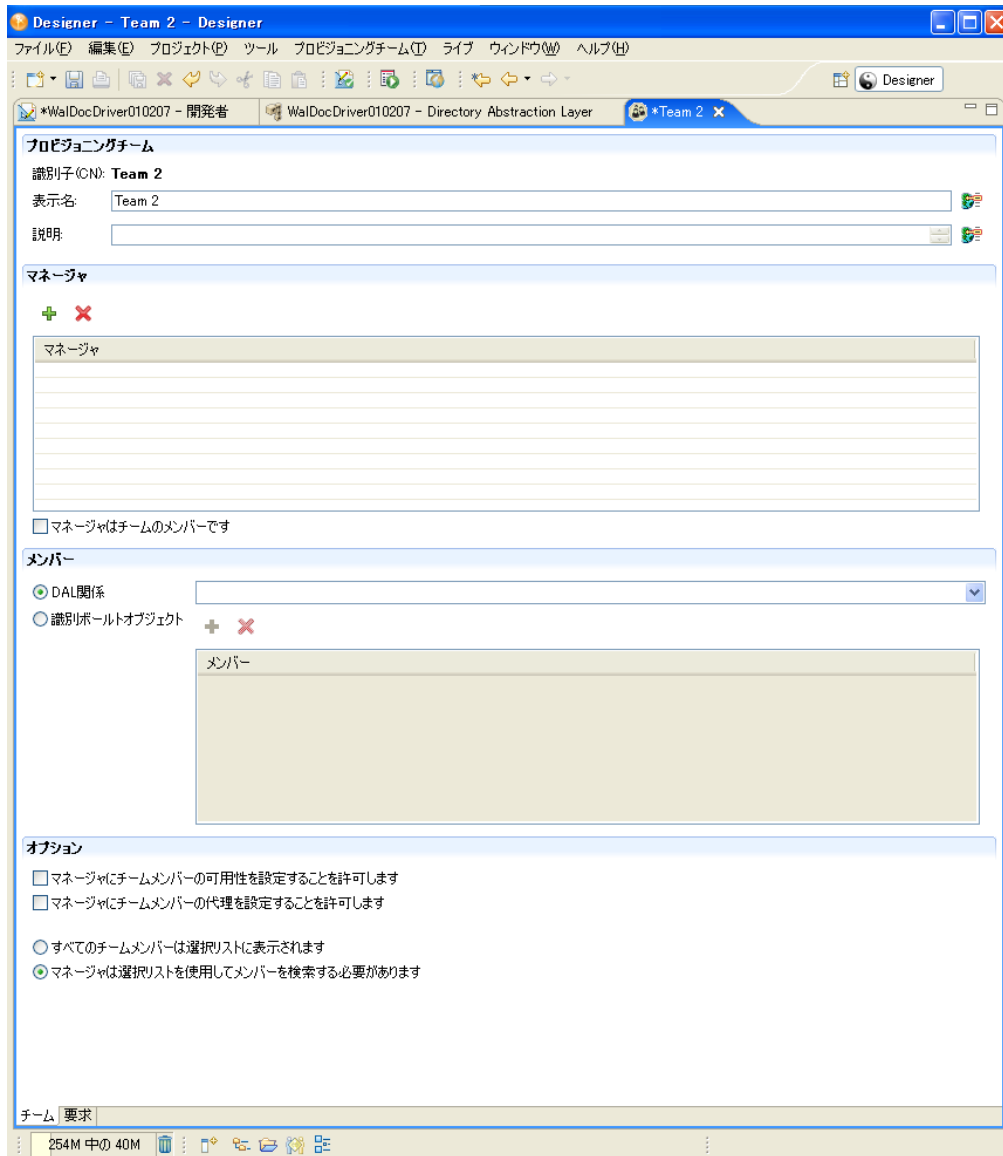 Designer - Team 2 - Designer
ファイル(F) 編集(E) プロジェクト(P) ツール プロビジョニングチーム(T) ライブ ウィンドウ(W) ヘルプ(H)
Designer
*WalDocDriver010207 - 開発者 WalDocDriver010207 - Directory Abstraction Layer *Team 2
プロビジョニングチーム
識別子(CN): Team 2
表示名: Team 2
説明:
マネージャ
マネージャ
マネージャはチームのメンバーです
メンバー
DAL関係
識別ボールトオブジェクト
メンバー
オプション
マネージャにチームメンバーの可用性を設定することを許可します
マネージャにチームメンバーの代理を設定することを許可します
すべてのチームメンバーは選択リストに表示されます
マネージャは選択リストを使用してメンバーを検索する必要があります
チーム 要求
254M 中の 40M